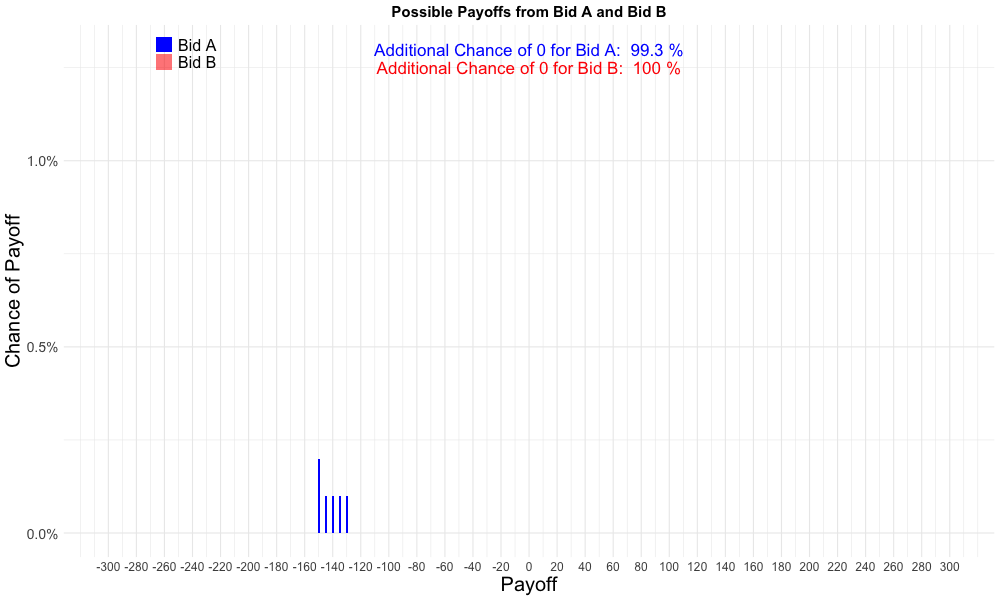 Possible Payoffs from Bid A and Bid B
Bid A
Bid B
Additional Chance of 0 for Bid A:  99.3 %
Additional Chance of 0 for Bid B:  100 %
Chance of Payoff
1.0%
0.5%
0.0%
-300 -280 -260 -240 -220 -200 -180 -160 -140 -120 -100 -80 -60 -40 -20 0 20 40 60 80 100 120 140 160 180 200 220 240 260 280 300
Payoff